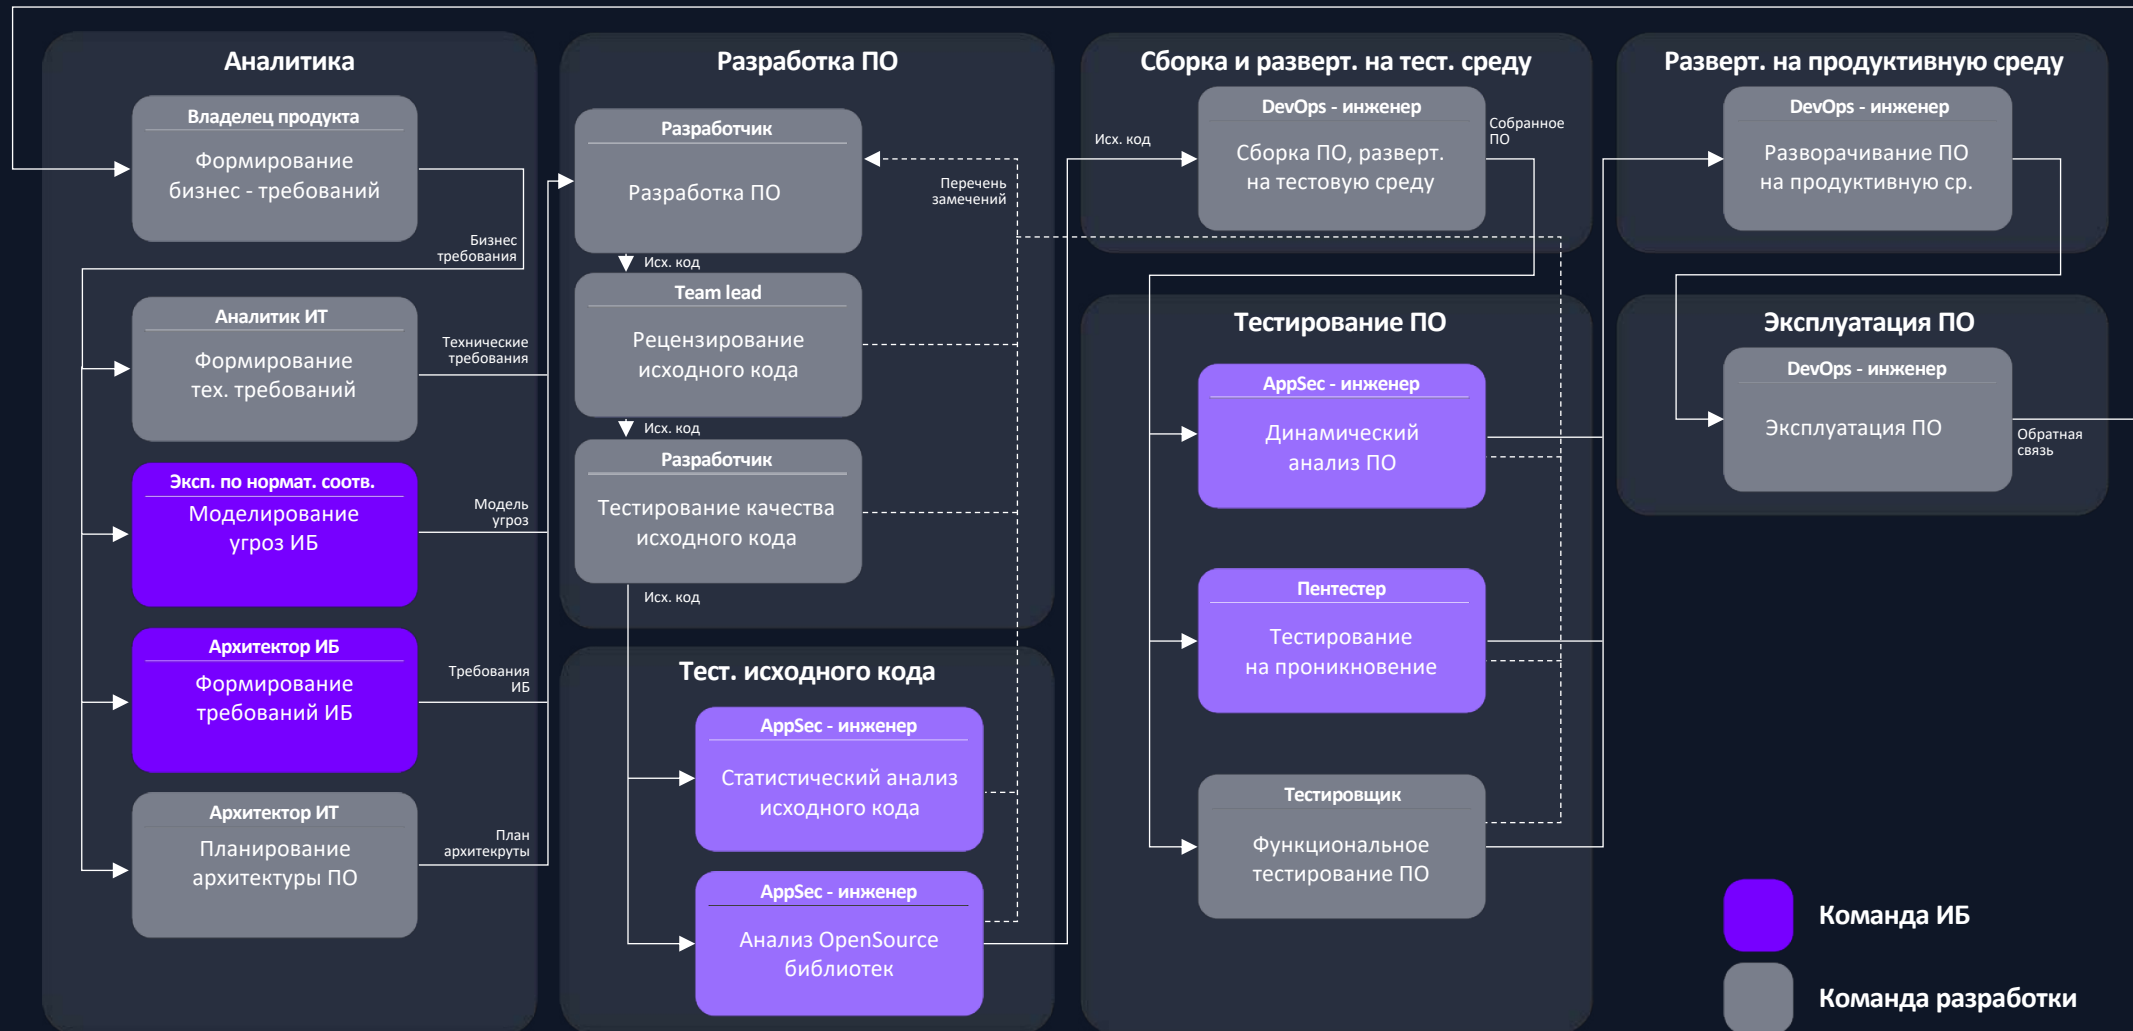 Аналитика
Владелец продукта
Формирование
бизнес - требований
Бизнес
требования
Аналитик ИТ
Формирование
тех. требований
Технические
требования
Эксп. по нормат. соотв.
Моделирование
угроз ИБ
Модель
угроз
Архитектор ИБ
Формирование
требований ИБ
Требования
ИБ
Архитектор ИТ
Планирование
архитектуры ПО
План
архитекруты
Разработка ПО
Разработчик
Разработка ПО
Перечень
замечений
Исх. код
Team lead
Рецензирование
исходного кода
Исх. код
Разработчик
Тестирование качества
исходного кода
Исх. код
Тест. исходного кода
AppSec - инженер
Статистический анализ
исходного кода
AppSec - инженер
Анализ OpenSource
библиотек
Сборка и разверт. на тест. среду
Исх. код
DevOps - инженер
Сборка ПО, разверт.
на тестовую среду
Собранное
ПО
Тестирование ПО
AppSec - инженер
Динамический
анализ ПО
Пентестер
Тестирование
на проникновение
Тестировщик
Функциональное
тестирование ПО
Разверт. на продуктивную среду
DevOps - инженер
Разворачивание ПО
на продуктивную ср.
Эксплуатация ПО
DevOps - инженер
Эксплуатация ПО
Обратная
связь
Команда ИБ
Команда разработки